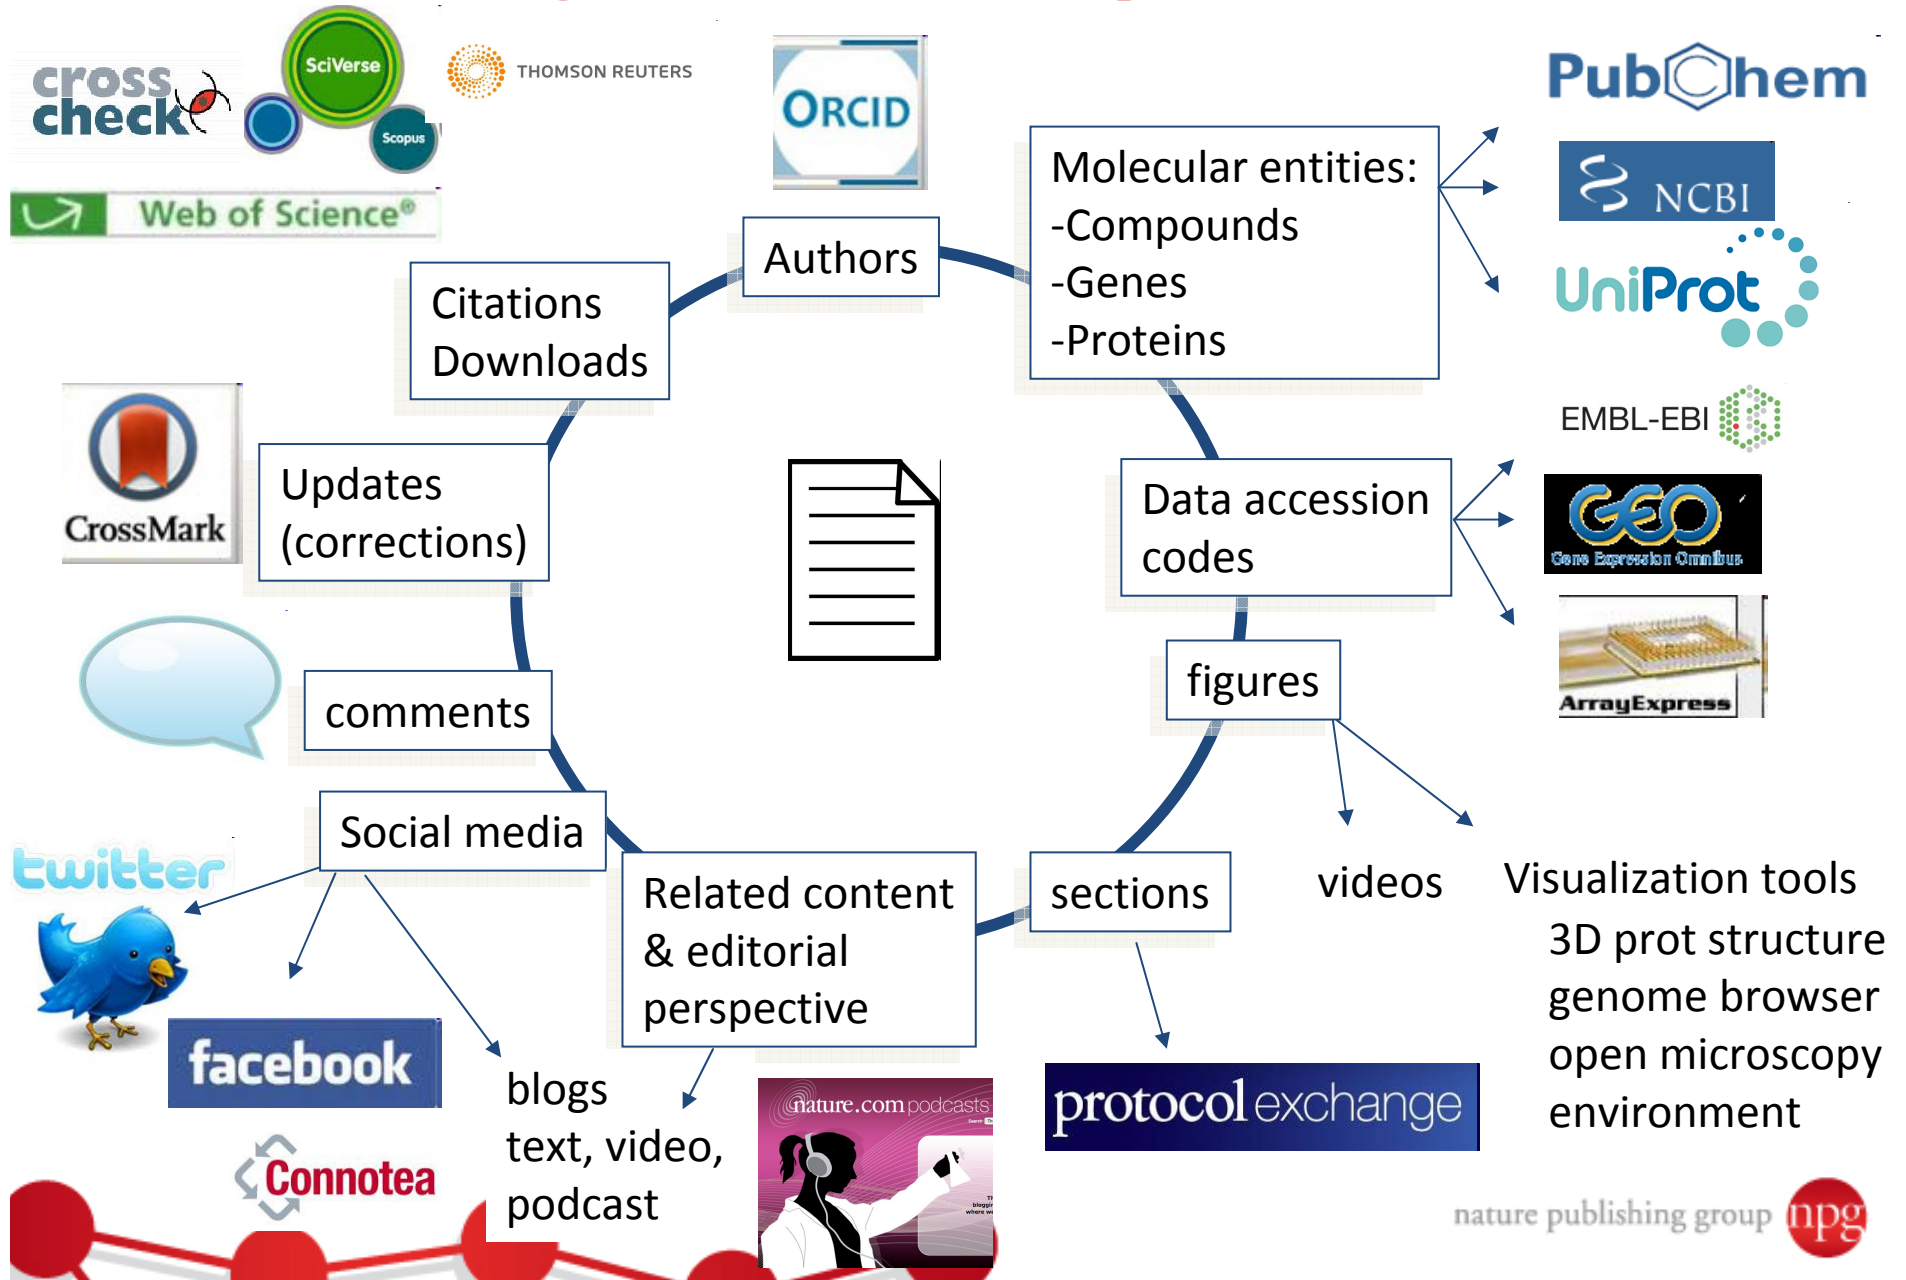 cross
check
SciVerse
Scopus
THOMSON REUTERS
ORCID
PubChem
NCBI
UniProt
Web of Science®
Authors
Molecular entities:
-Compounds
-Genes
-Proteins
Citations
Downloads
CrossMark
Updates
(corrections)
EMBL-EBI
Data accession
codes
GEO
Gene Expression Omnibus
ArrayExpress
figures
comments
Social media
twitter
facebook
Connotea
blogs
text, video,
podcast
Related content
& editorial
perspective
nature.com podcasts
sections
protocol exchange
videos
Visualization tools
3D prot structure
genome browser
open microscopy
environment
nature publishing group npg